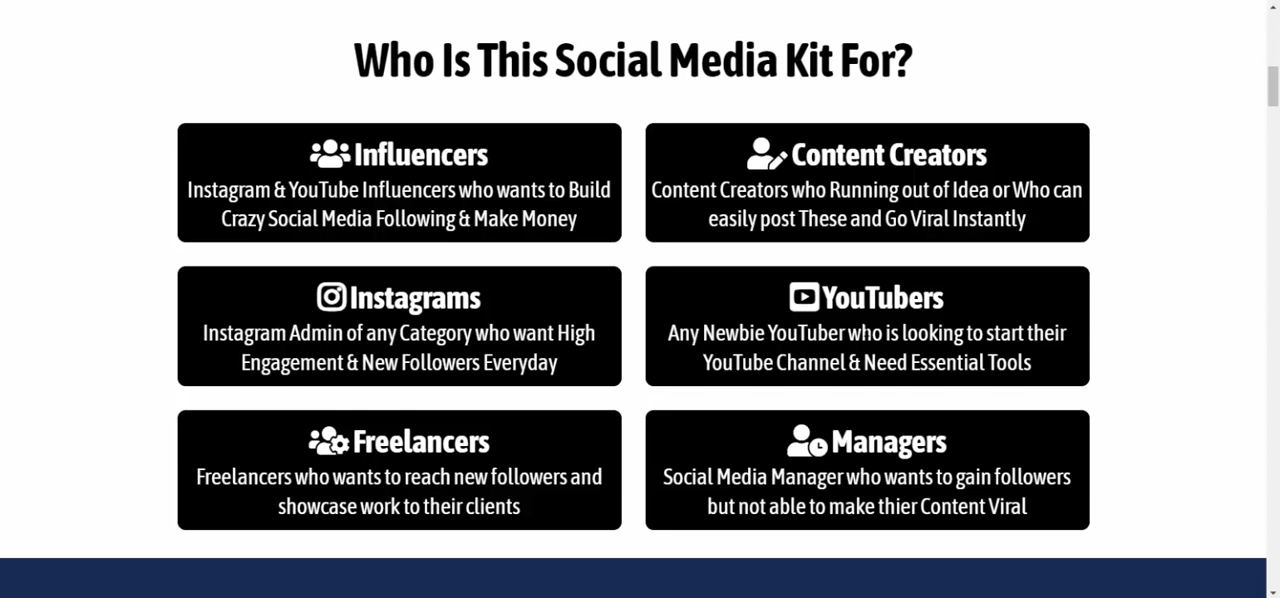 Who Is This Social Media Kit For?
Influencers
Instagram & YouTube Influencers who wants to Build
Crazy Social Media Following & Make Money
Content Creators
Content Creators who Running out of Idea or Who can
easily post These and Go Viral Instantly
Instagrams
Instagram Admin of any Category who want High
Engagement & New Followers Everyday
YouTubers
Any Newbie YouTuber who is looking to start their
YouTube Channel & Need Essential Tools
Freelancers
Freelancers who wants to reach new followers and
showcase work to their clients
Managers
Social Media Manager who wants to gain followers
but not able to make thier Content Viral